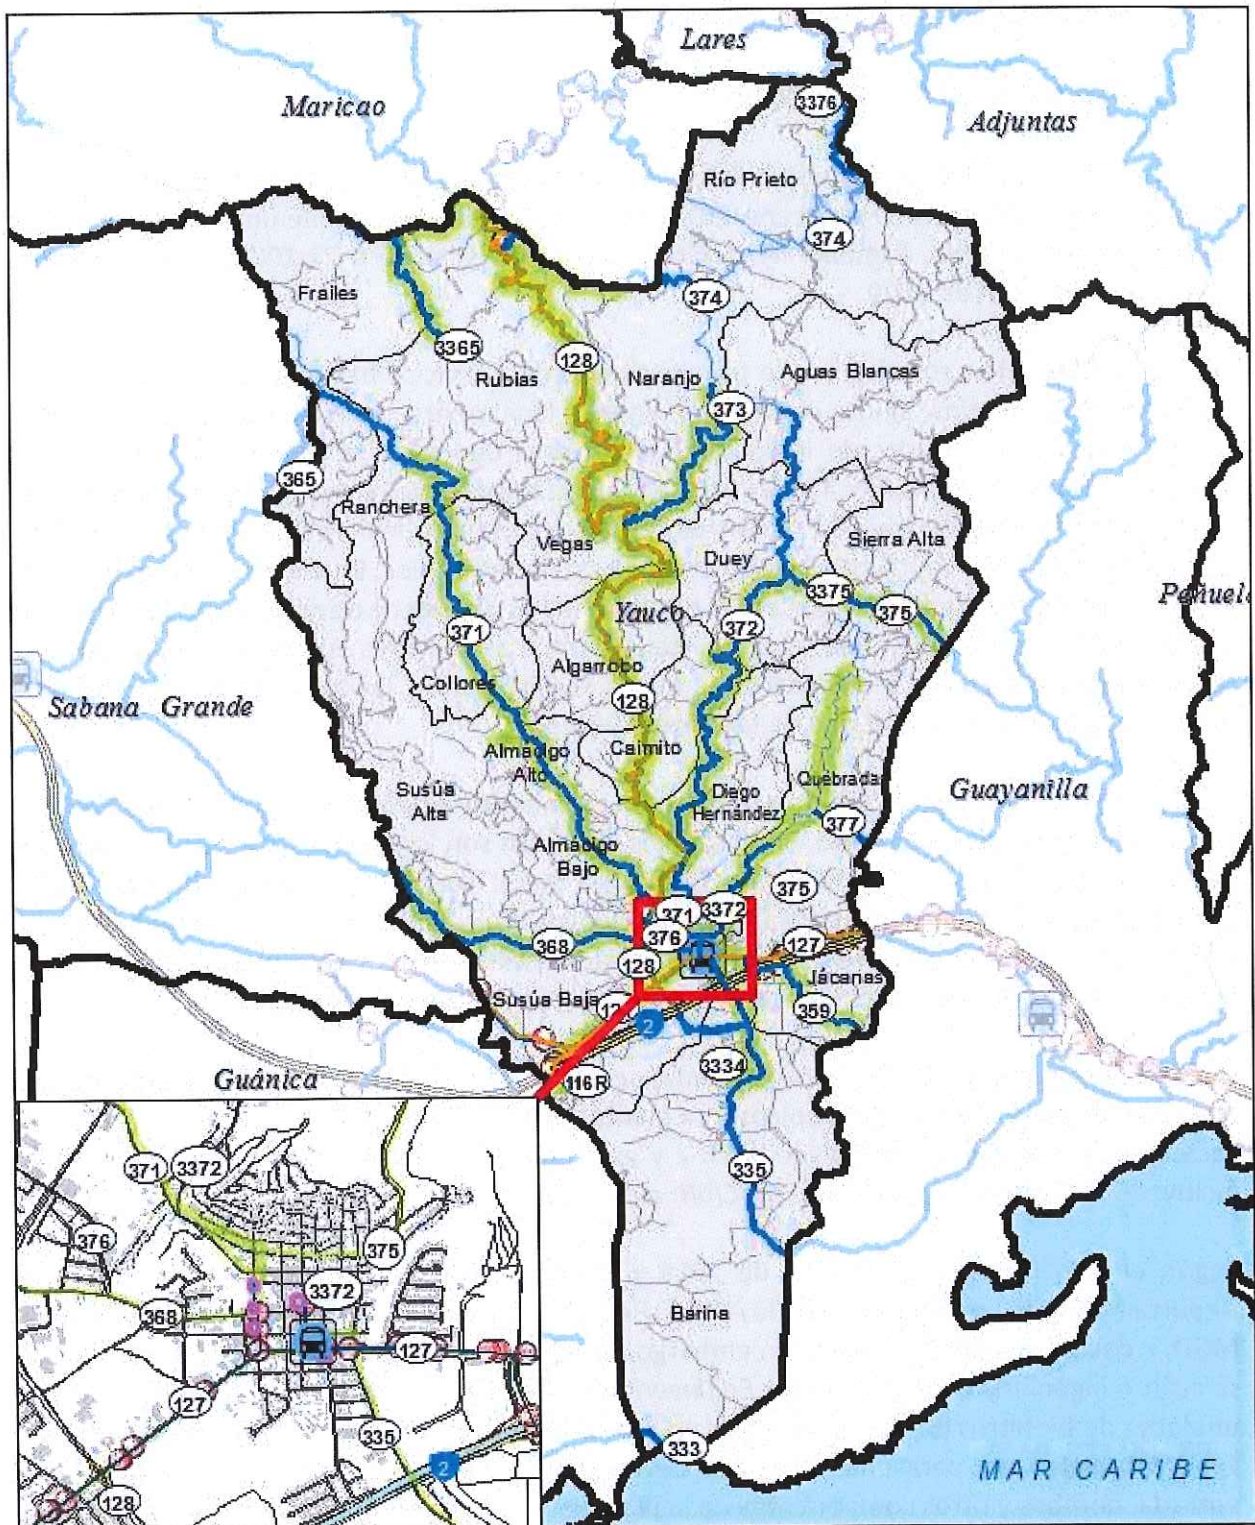 Lares
3376
Maricao
Adjuntas
Río Prieto
374
Frailes
374
3365
128
Rubias
Naranjo
Aguas Blancas
373
365
Ranchera
Vegas
Duey
Sierra Alta
3375
375
Peñuel
Yauco
372
371
Algarrobo
Collores
128
Sabana Grande
Almácigo
Alto
Caimito
Quebradas
Guayanilla
Susúa
Alta
Diego
Hernández
377
Almácigo
Bajo
375
371
3372
376
368
127
128
Jácanas
Susúa Baja
359
2
3334
Guánica
116R
335
371
3372
376
375
3372
368
127
127
335
2
128
Barina
333
MAR CARIBE